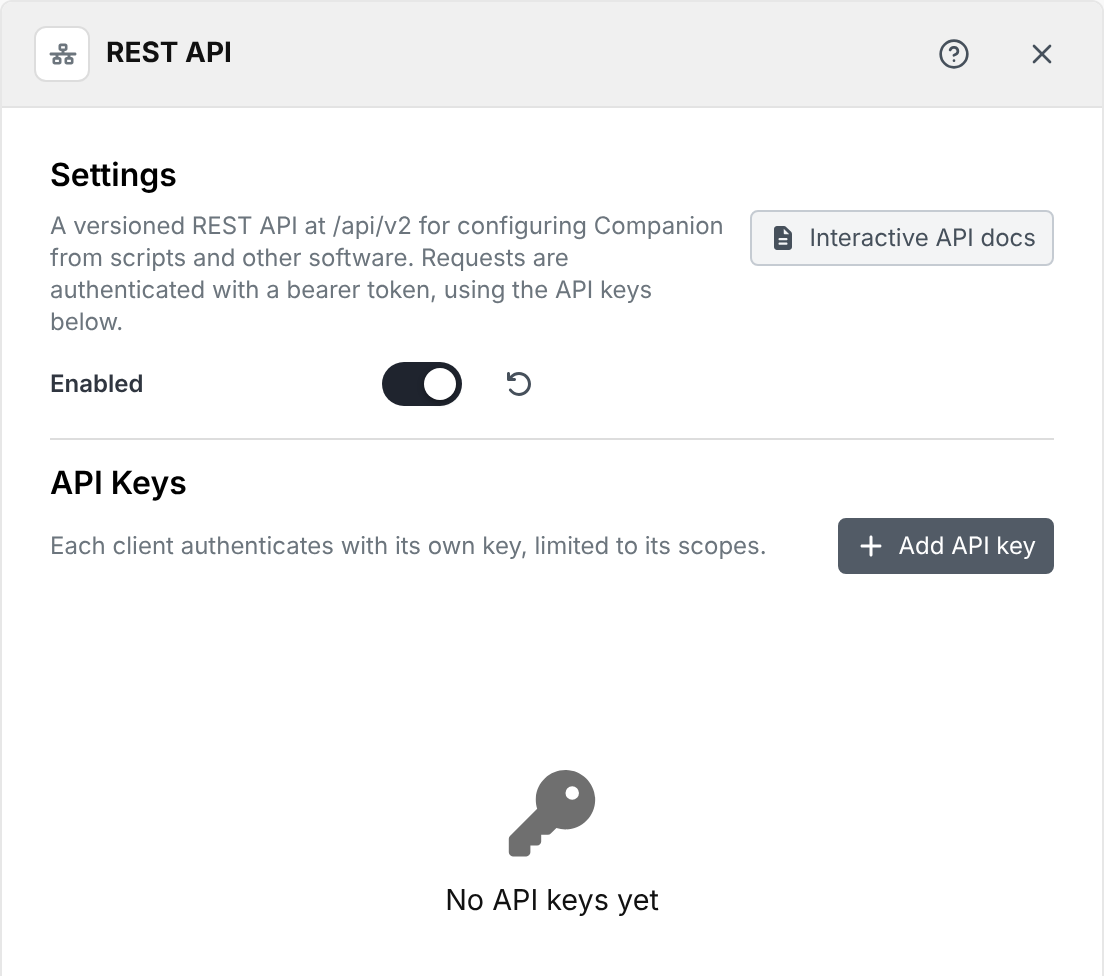 REST API
Settings
A versioned REST API at /api/v2 for configuring Companion
from scripts and other software. Requests are
authenticated with a bearer token, using the API keys
below.
Interactive API docs
Enabled
API Keys
Each client authenticates with its own key, limited to its scopes.
Add API key
No API keys yet